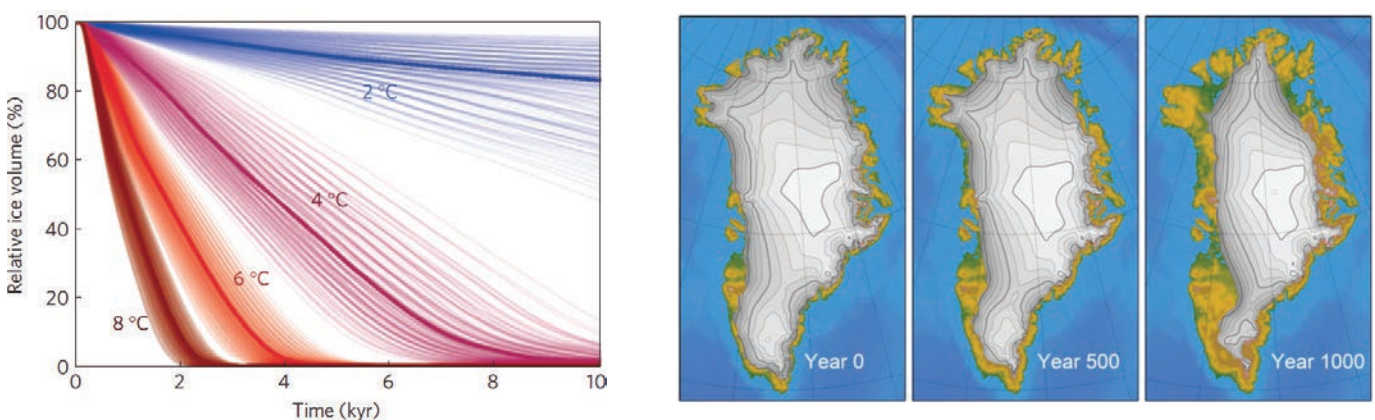 100
80
60
40
20
0
Relative ice volume (%)
2 °C
4 °C
6 °C
8 °C
0 2 4 6 8 10
Time (kyr)
Year 0
Year 500
Year 1000